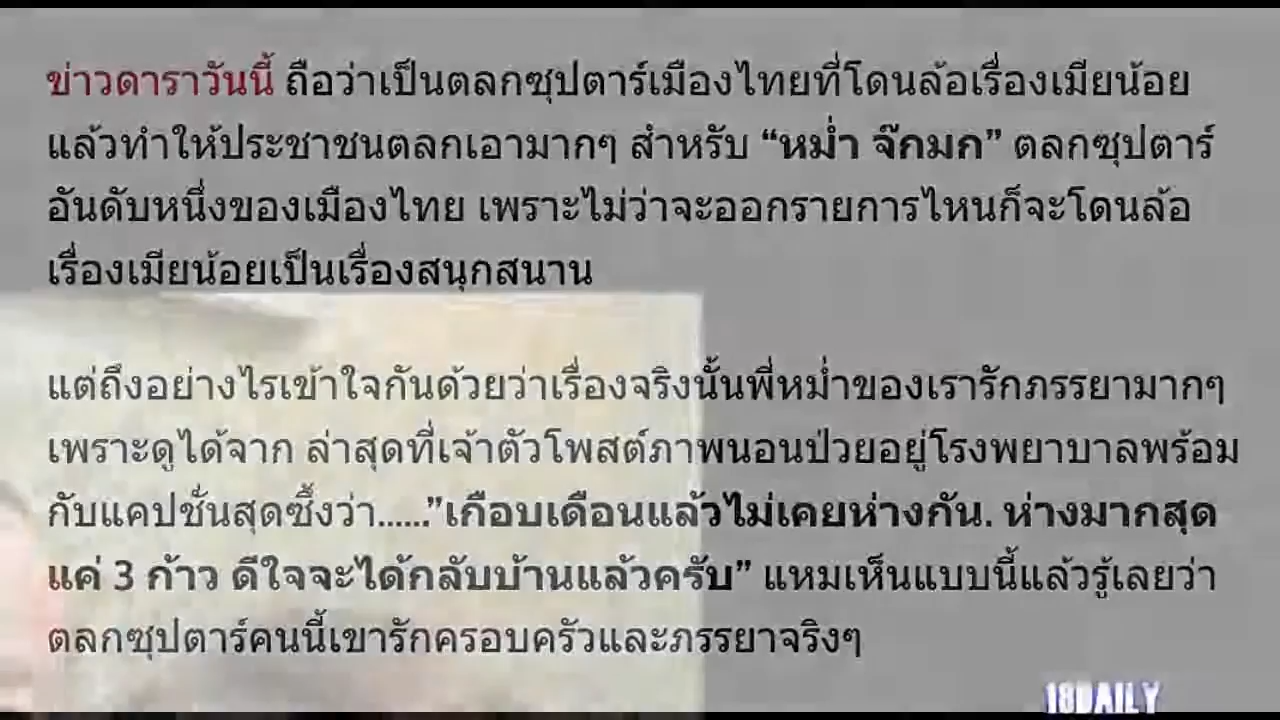 ข่าวดาราวันนี้ ถือว่าเป็นตลกซุปตาร์เมืองไทยที่โดนล้อเรื่องเมียน้อย
แล้วทำให้ประชาชนตลกเอามากๆ สำหรับ “หม่ำ จ๊กมก” ตลกซุปตาร์
อันดับหนึ่งของเมืองไทย เพราะไม่ว่าจะออกรายการไหนก็จะโดนล้อ
เรื่องเมียน้อยเป็นเรื่องสนุกสนาน
แต่ถึงอย่างไรเข้าใจกันด้วยว่าเรื่องจริงนั้นพี่หม่ำของเรารักภรรยามากๆ
เพราะดูได้จาก ล่าสุดที่เจ้าตัวโพสต์ภาพนอนป่วยอยู่โรงพยาบาลพร้อม
กับแคปชั่นสุดซึ้งว่า......”เกือบเดือนแล้วไม่เคยห่างกัน. ห่างมากสุด
แค่ 3 ก้าว ดีใจจะได้กลับบ้านแล้วครับ” แหมเห็นแบบนี้แล้วรู้เลยว่า
ตลกซุปตาร์คนนี้เขารักครอบครัวและภรรยาจริงๆ
18DAILY